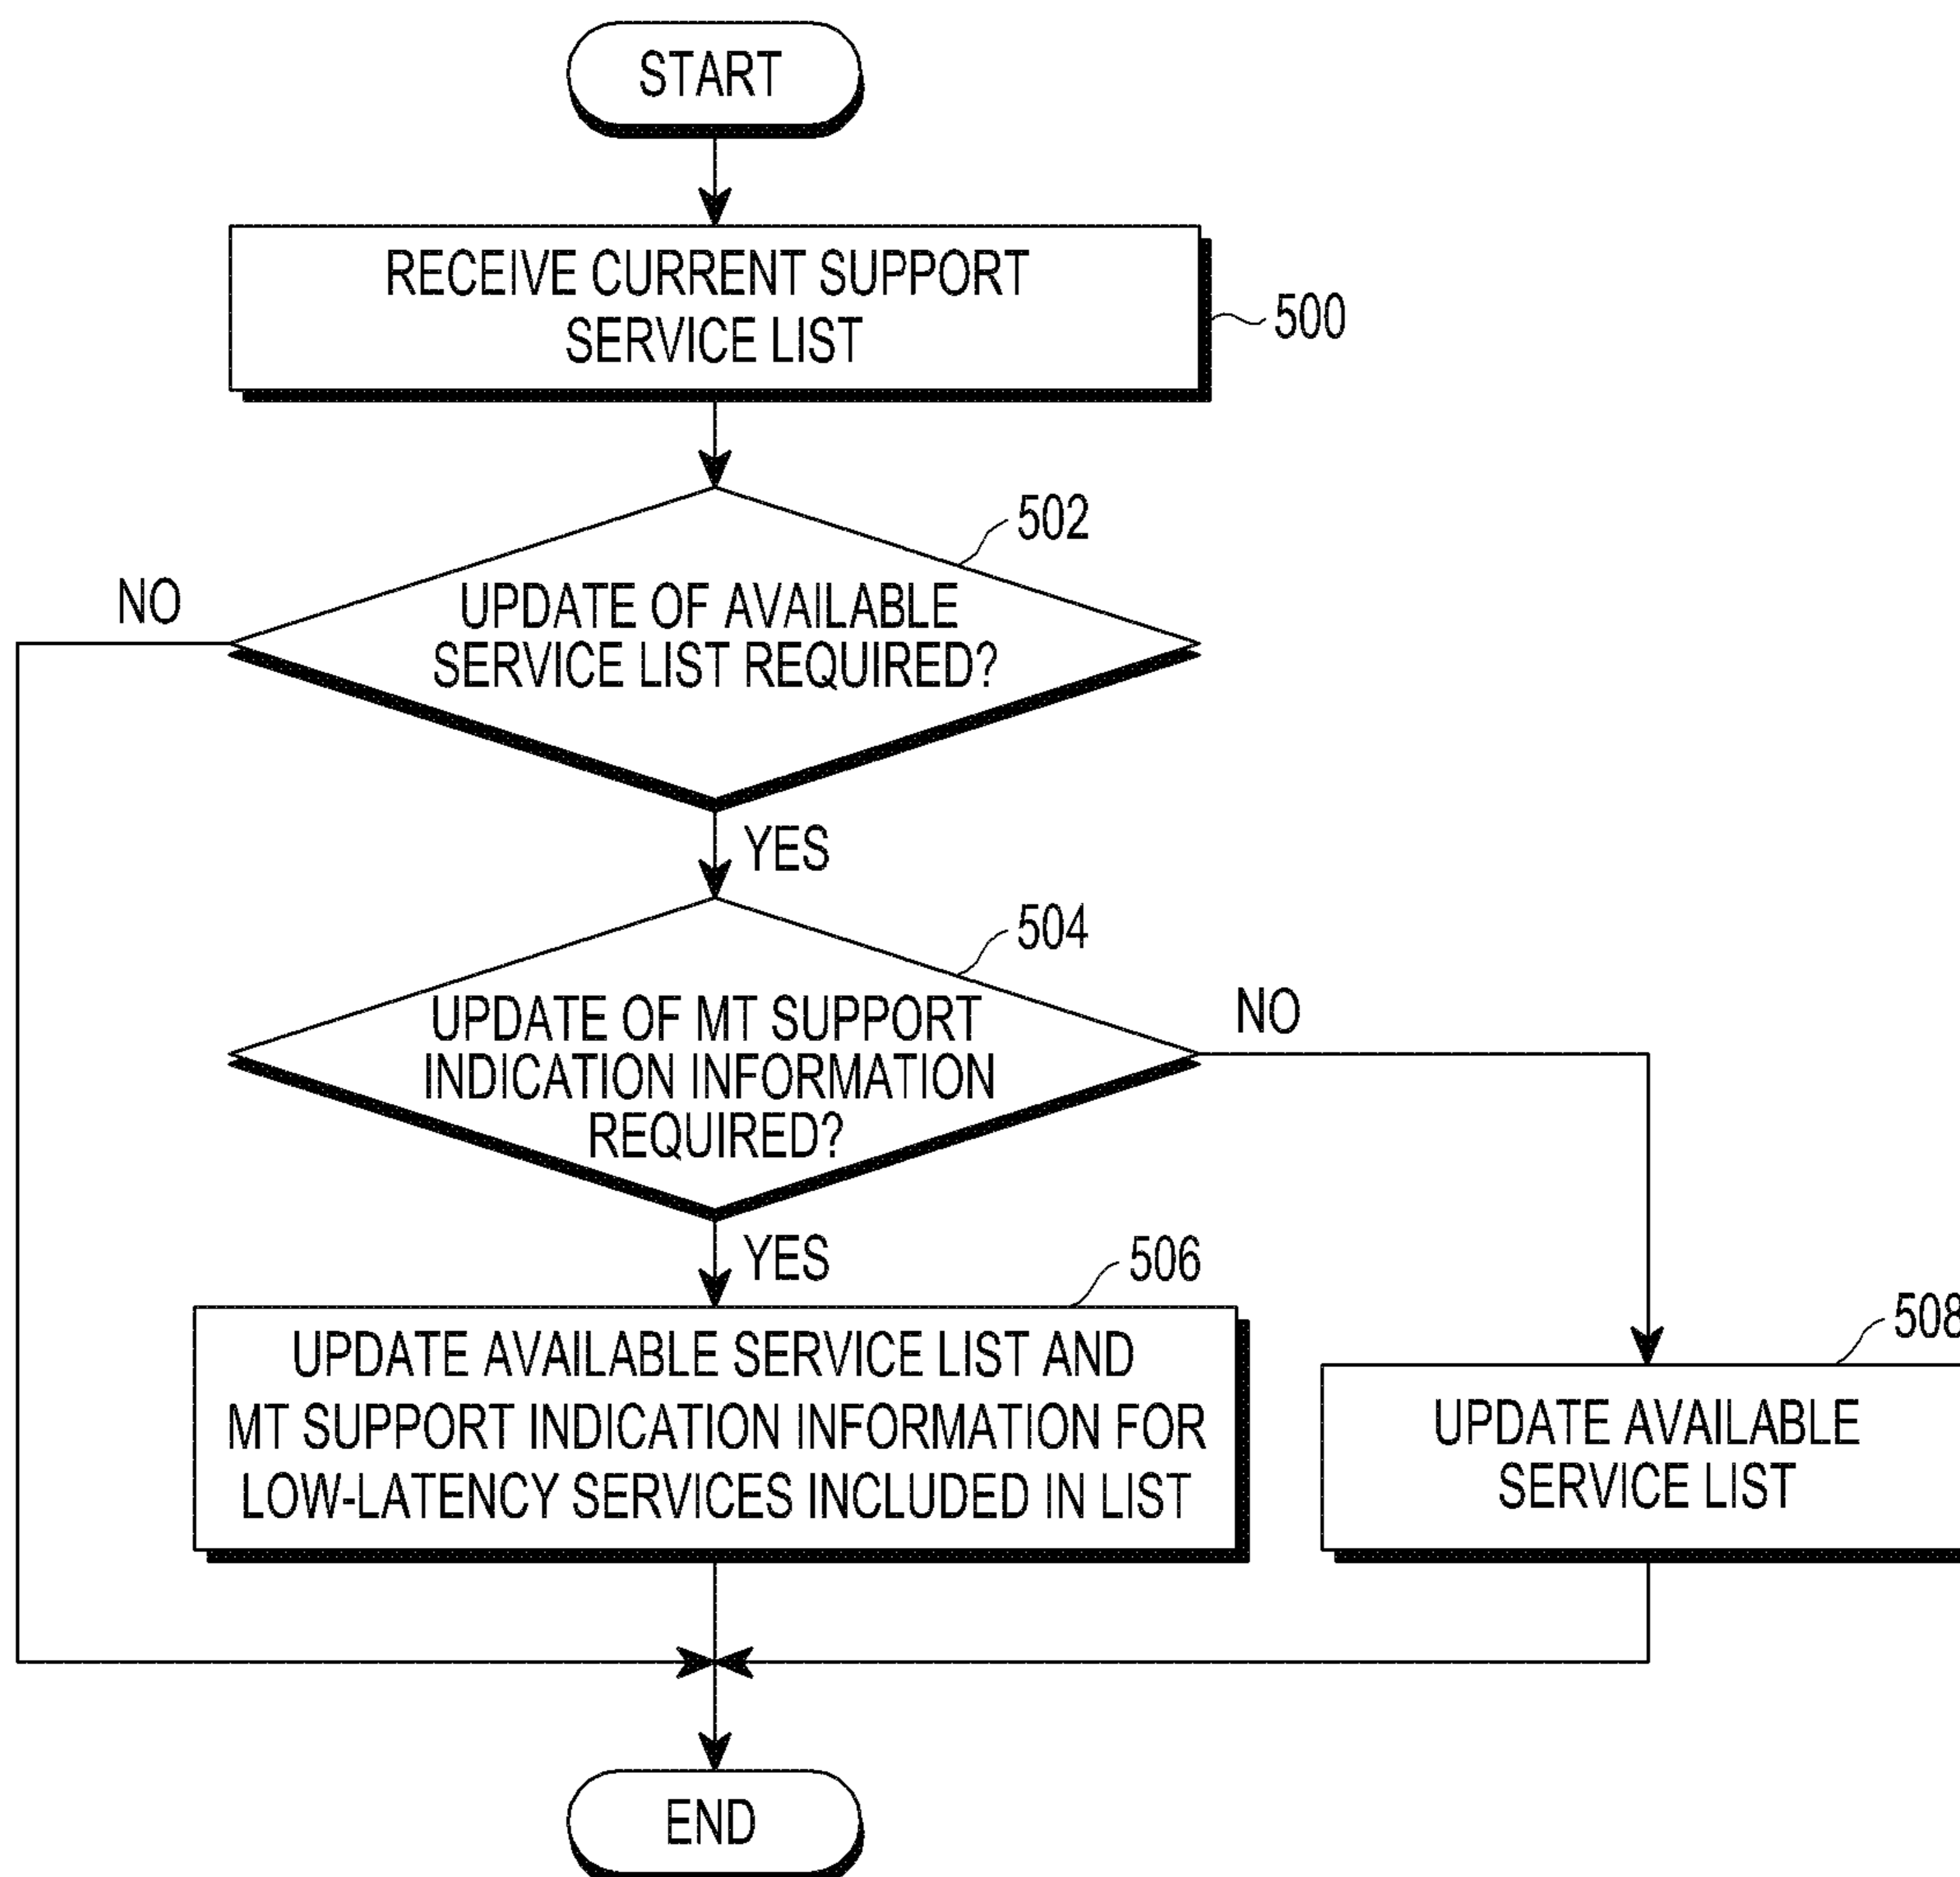 START
RECEIVE CURRENT SUPPORT
SERVICE LIST
500
502
UPDATE OF AVAILABLE
SERVICE LIST REQUIRED?
NO
YES
504
UPDATE OF MT SUPPORT
INDICATION INFORMATION
REQUIRED?
NO
YES
506
UPDATE AVAILABLE SERVICE LIST AND
MT SUPPORT INDICATION INFORMATION FOR
LOW-LATENCY SERVICES INCLUDED IN LIST
508
UPDATE AVAILABLE
SERVICE LIST
END